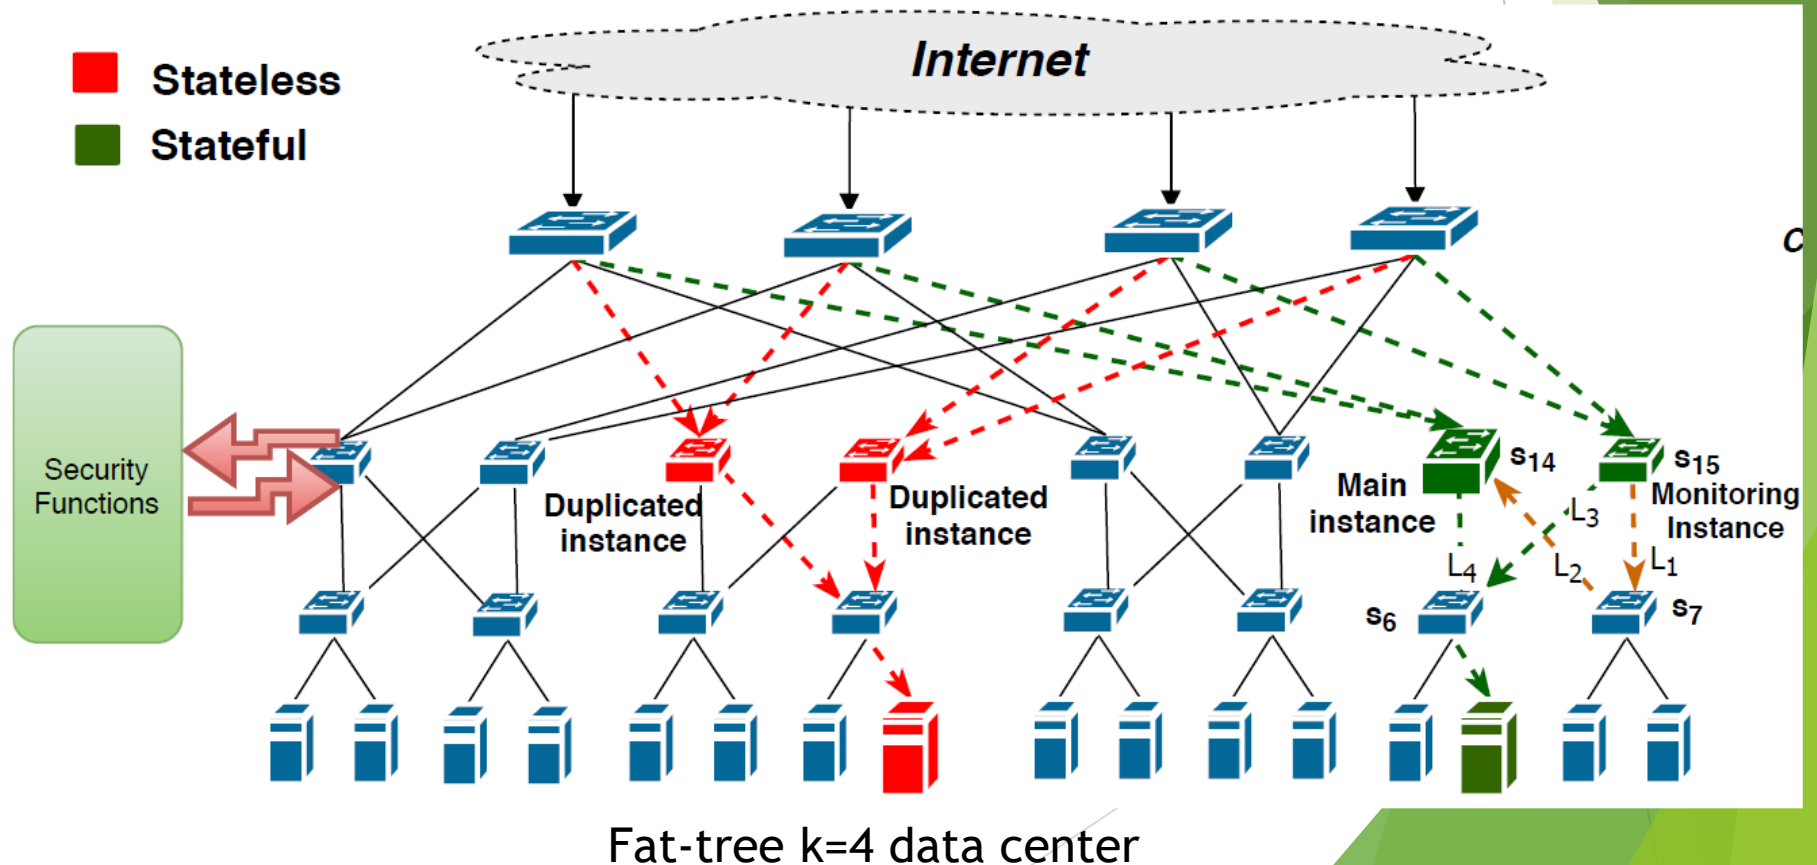 Internet
Stateless
Stateful
C
Security
Functions
Duplicated
instance
Duplicated
instance
Main
instance
s14
s15
Monitoring
Instance
L3
L4
L2
L1
s6
s7
Fat-tree k=4 data center